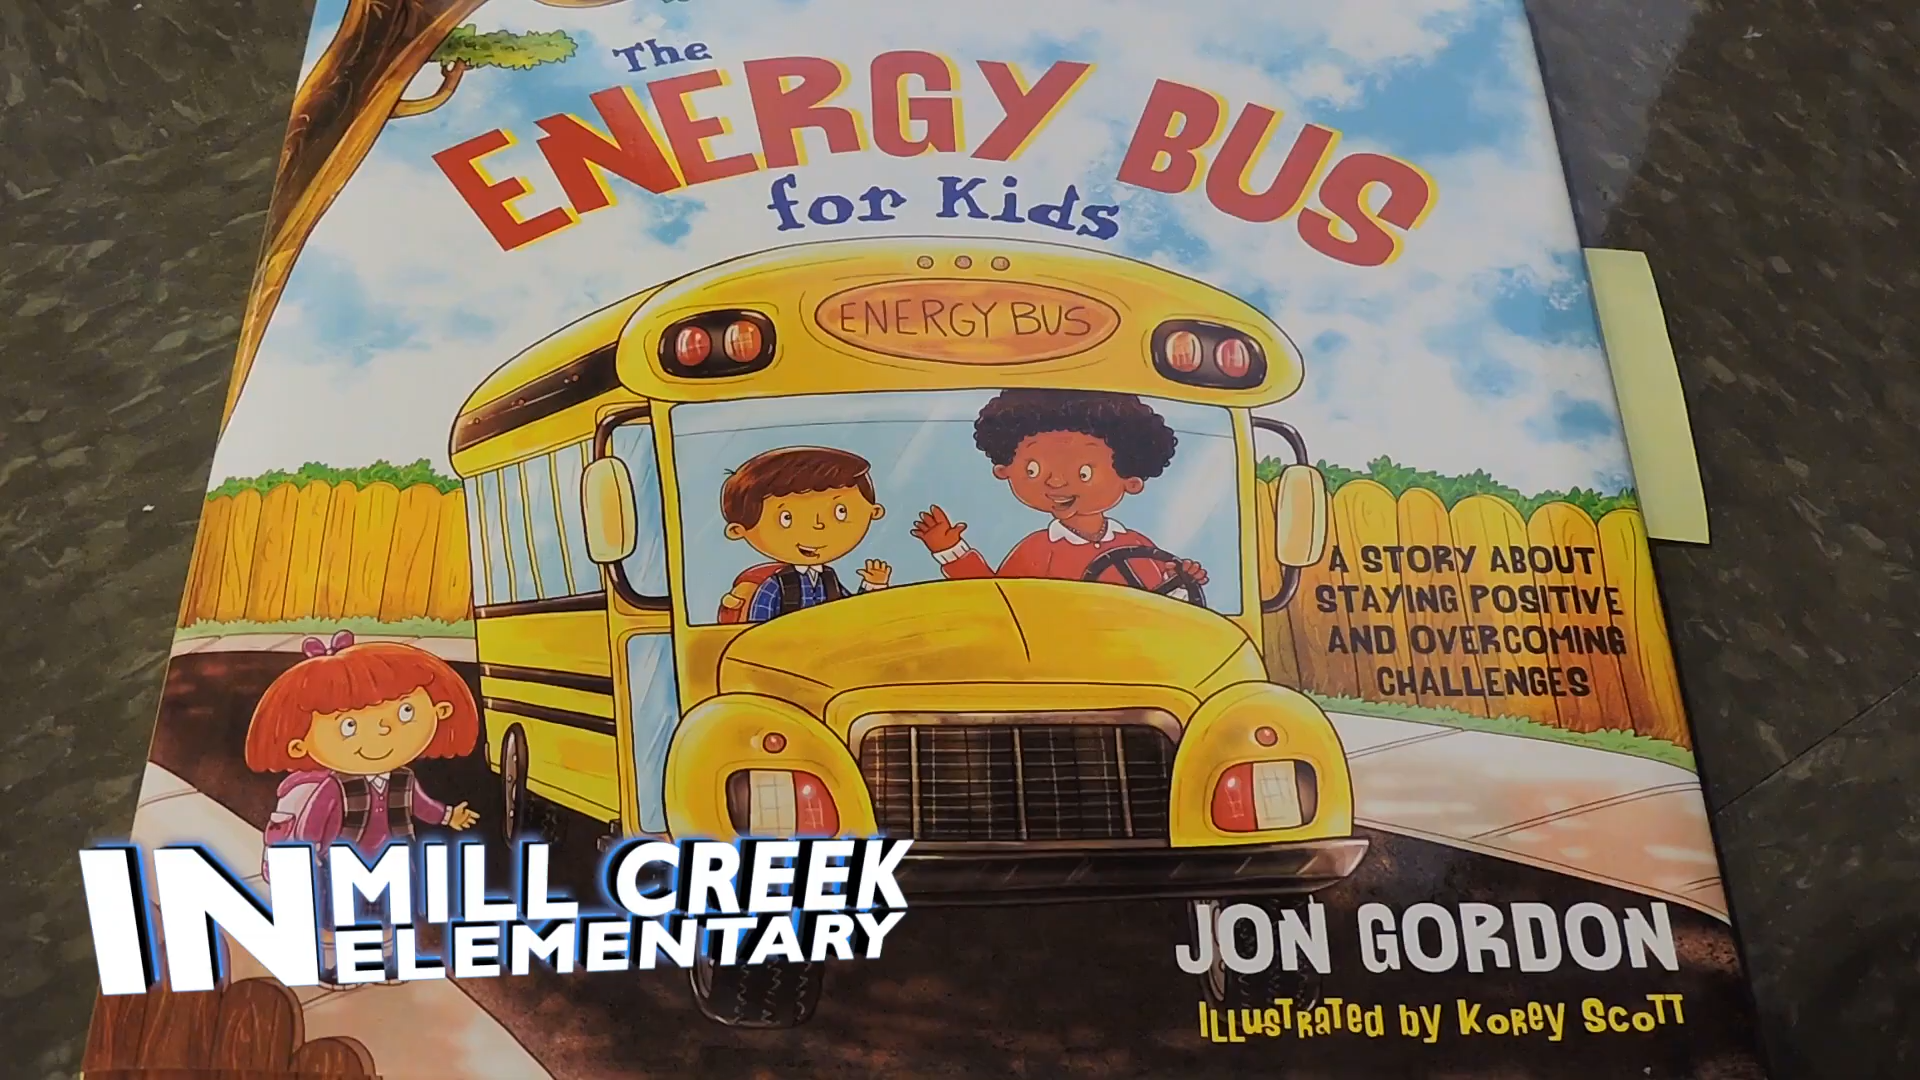 The
ENERGY BUS
for Kids
ENERGY BUS
A STORY ABOUT
STAYING POSITIVE
AND OVERCOMING
CHALLENGES
IN MILL CREEK
ELEMENTARY
JON GORDON
ILLUSTRATED by KOREY SCOTT